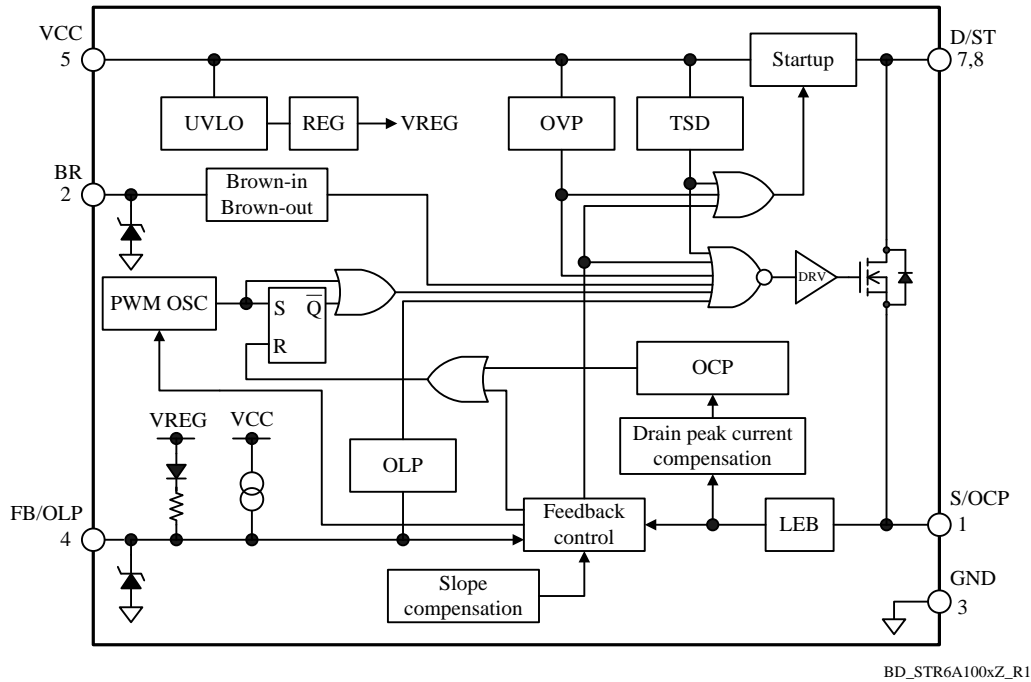 VCC
5
D/ST
7,8
Startup
UVLO
REG
VREG
OVP
TSD
BR
2
Brown-in
Brown-out
PWM OSC
S
Q̅
R
DRV
OCP
VREG
VCC
OLP
Drain peak current
compensation
FB/OLP
4
Feedback
control
LEB
S/OCP
1
Slope
compensation
GND
3
BD_STR6A100xZ_R1